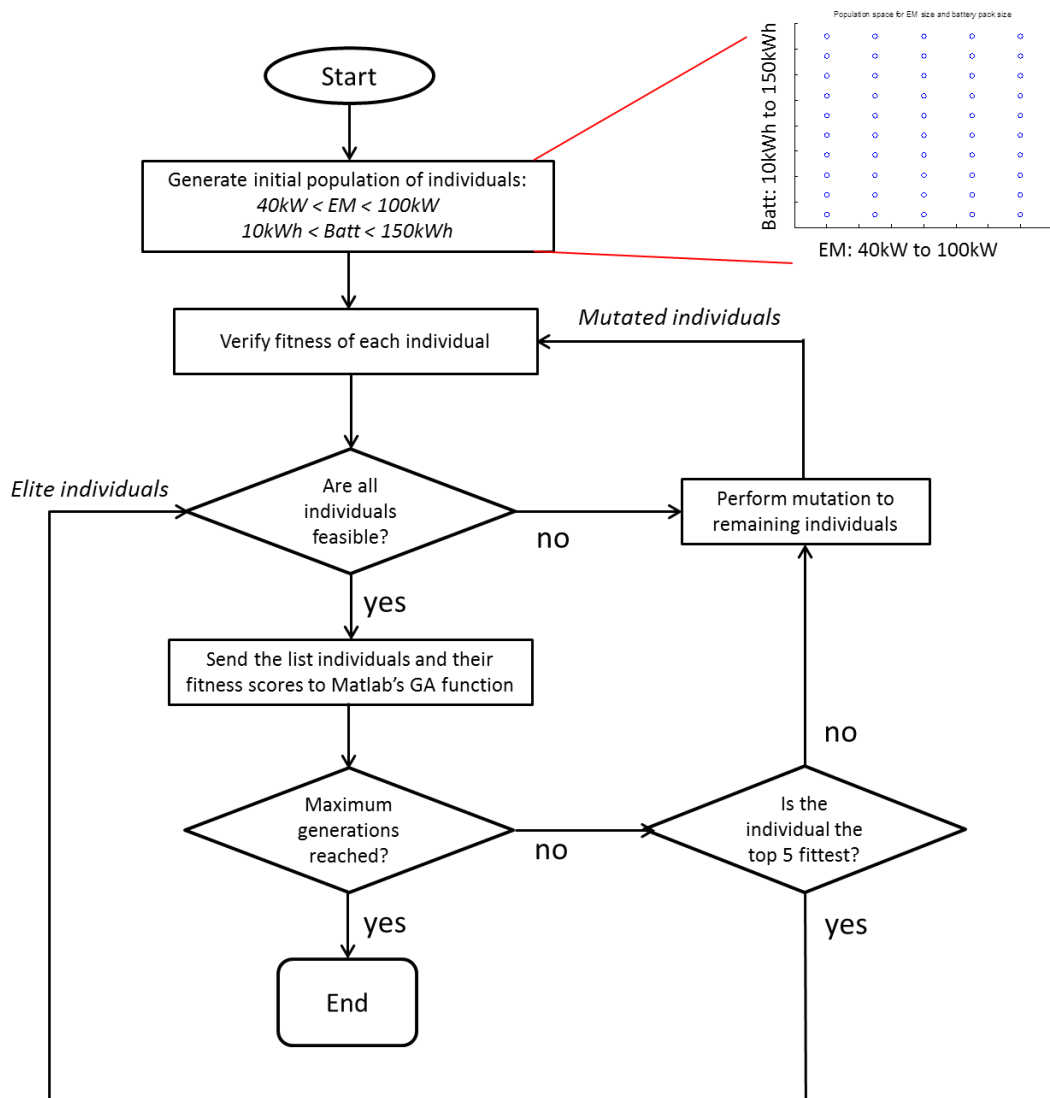 Population space for EM size and battery pack size
Batt: 10kWh to 150kWh
EM: 40kW to 100kW
Start
Generate initial population of individuals:
40kW < EM < 100kW
10kWh < Batt < 150kWh
Mutated individuals
Verify fitness of each individual
Elite individuals
Are all
individuals
feasible?
no
Perform mutation to
remaining individuals
yes
Send the list individuals and their
fitness scores to Matlab's GA function
no
Maximum
generations
reached?
no
Is the
individual the
top 5 fittest?
yes
yes
End